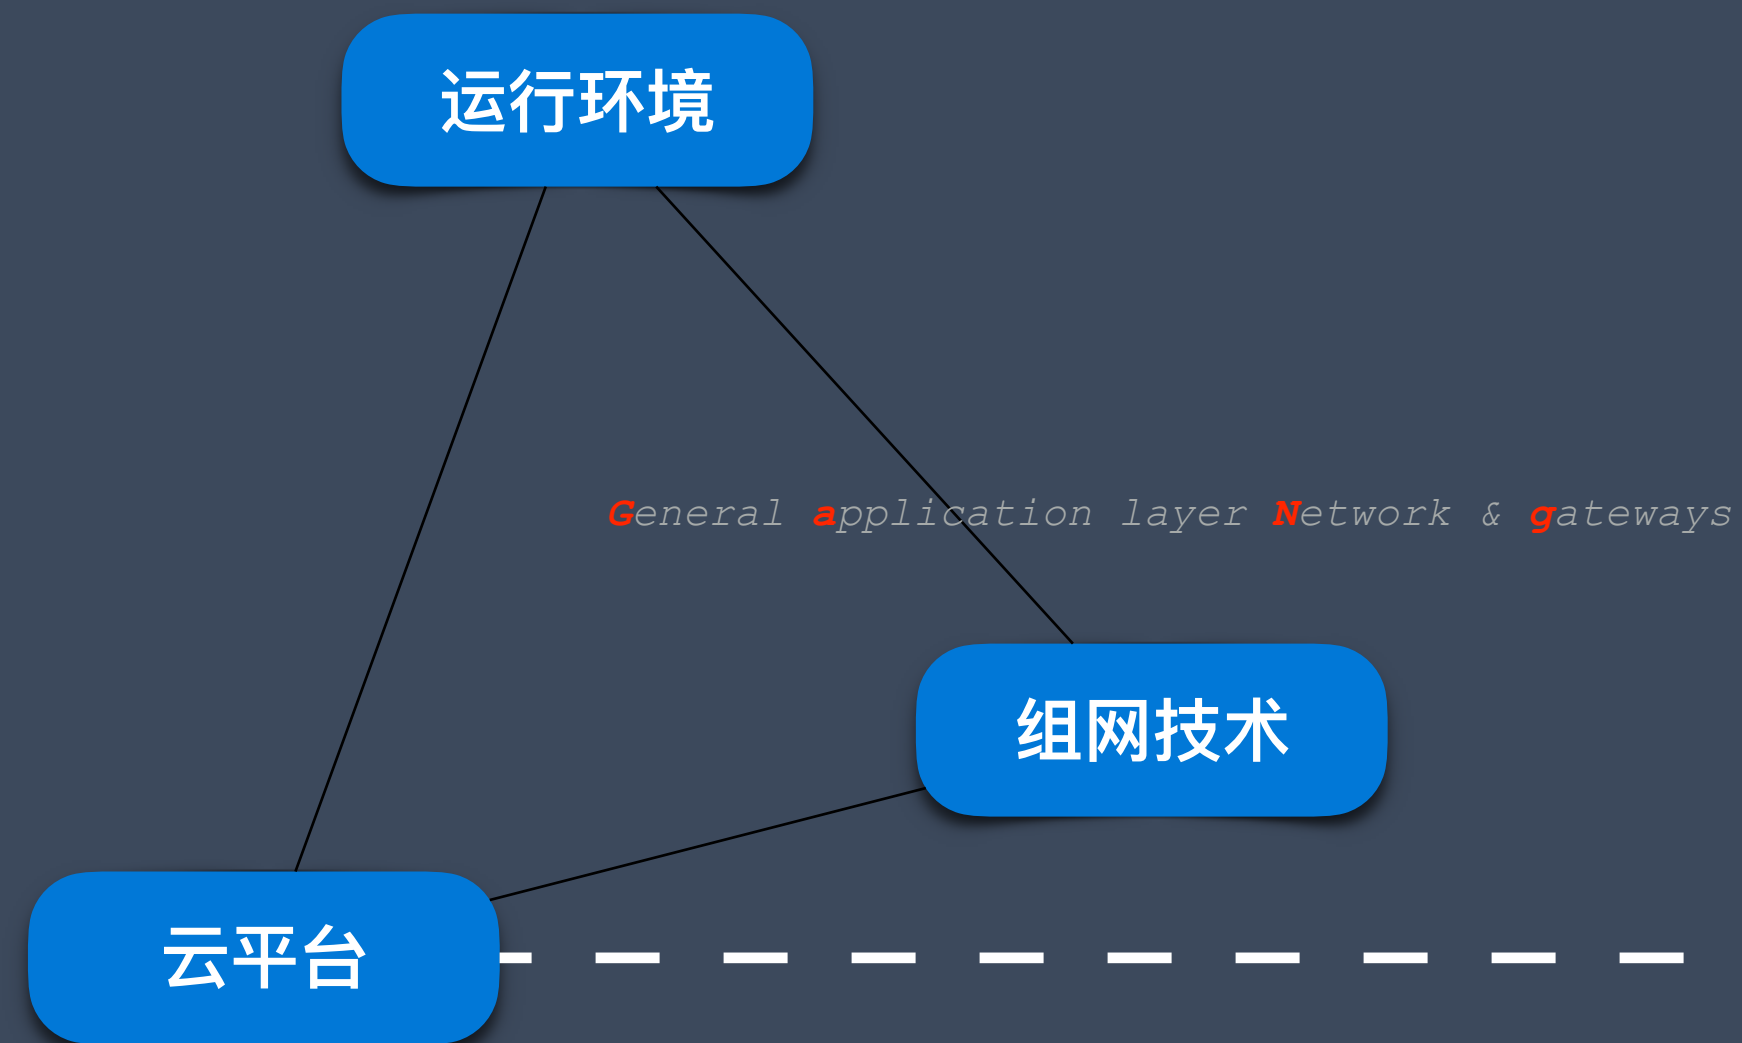 运行环境
General application layer Network & gateways
组网技术
云平台